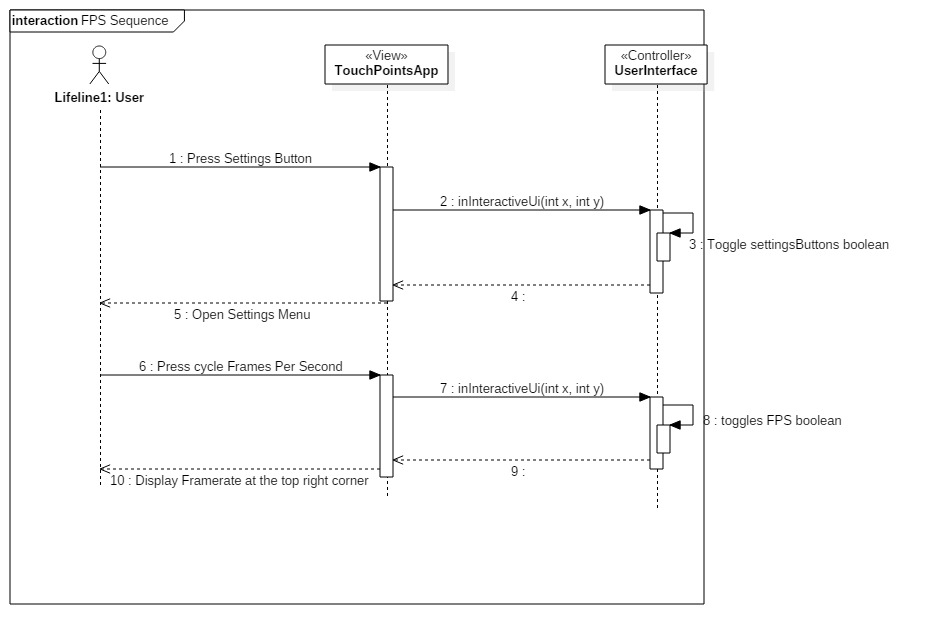 interaction FPS Sequence
«View»
TouchPointsApp
«Controller»
UserInterface
Lifeline1: User
1 : Press Settings Button
2 : inInteractiveUi(int x, int y)
3 : Toggle settingsButtons boolean
4 :
5 : Open Settings Menu
6 : Press cycle Frames Per Second
7 : inInteractiveUi(int x, int y)
8 : toggles FPS boolean
9 :
10 : Display Framerate at the top right corner